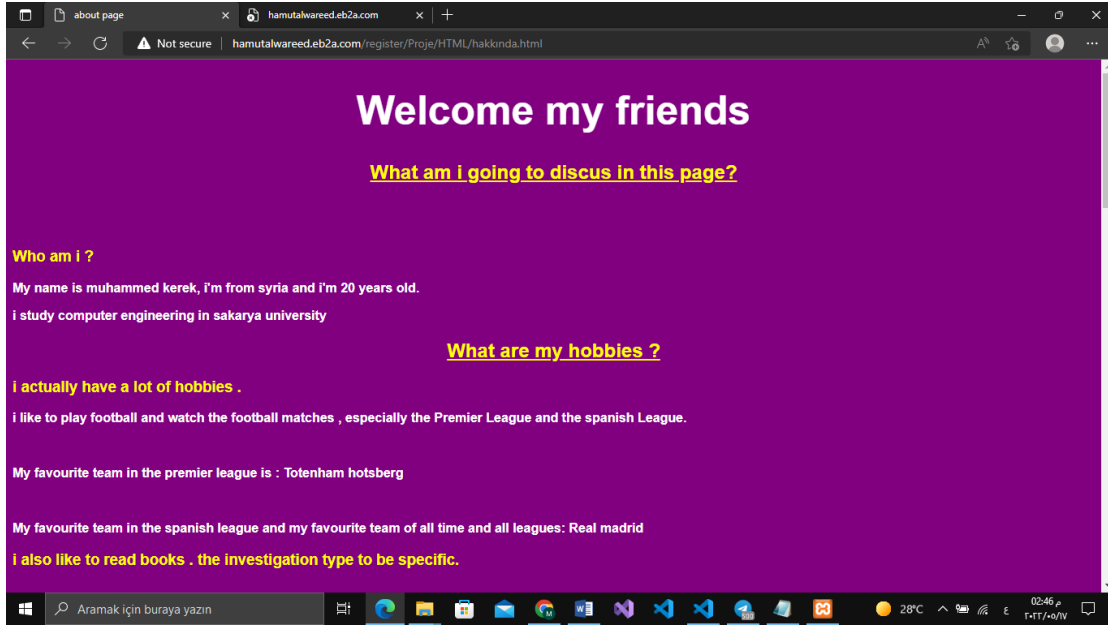 about page
hamutalwareed.eb2a.com
Not secure
hamutalwareed.eb2a.com/register/Proje/HTML/hakkında.html
Welcome my friends
What am i going to discus in this page?
Who am i ?
My name is muhammed kerek, i'm from syria and i'm 20 years old.
i study computer engineering in sakarya university
What are my hobbies ?
i actually have a lot of hobbies .
i like to play football and watch the football matches , especially the Premier League and the spanish League.
My favourite team in the premier league is : Totenham hotsberg
My favourite team in the spanish league and my favourite team of all time and all leagues: Real madrid
i also like to read books . the investigation type to be specific.
Aramak için buraya yazın
28°C
ع
02:46 م
٢٠٢٢/٠٥/١٧